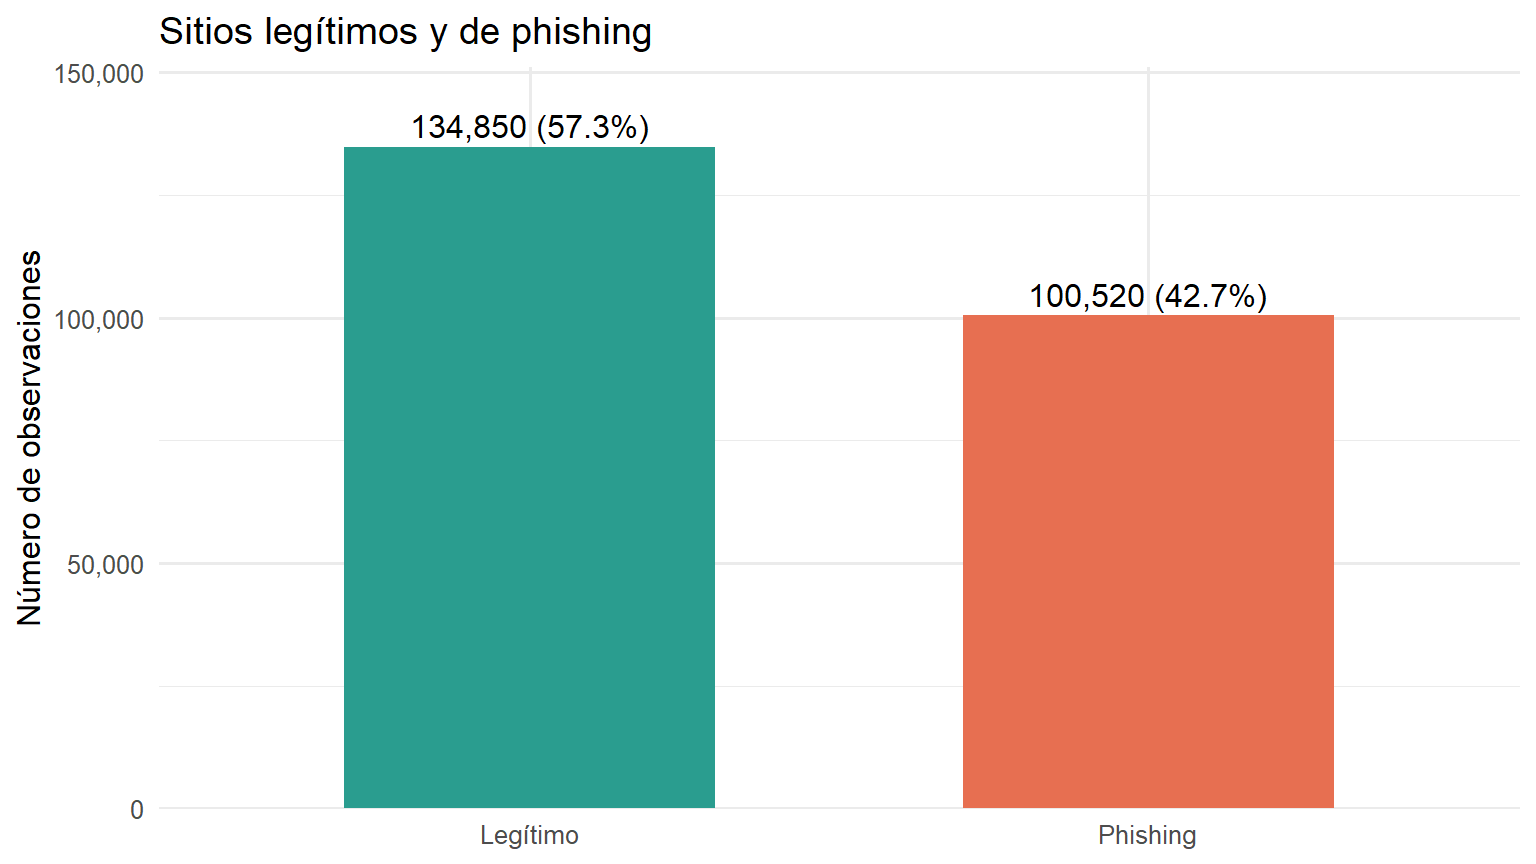 Sitios legítimos y de phishing
Número de observaciones
150,000
100,000
50,000
0
134,850 (57.3%)
100,520 (42.7%)
Legítimo
Phishing